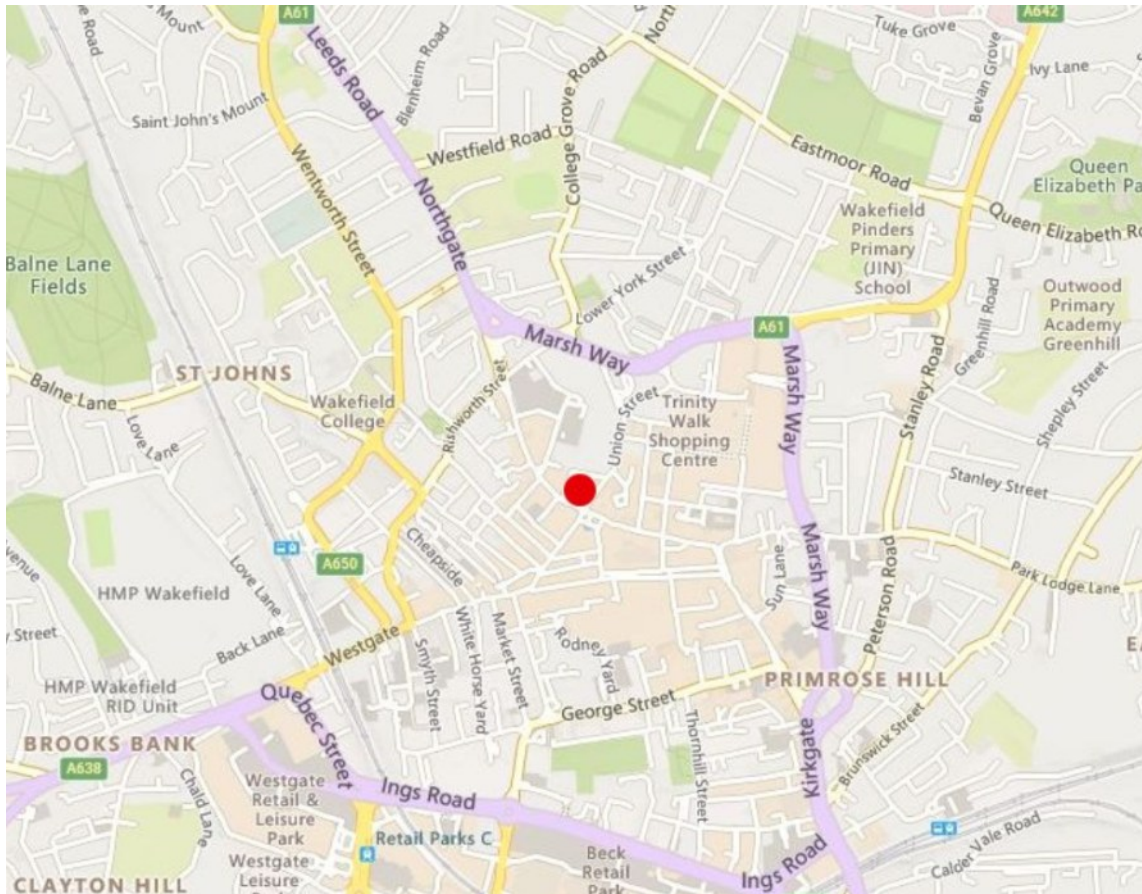 A61
A642
Mount
Road
North
Tuke Grove
Ivy Lane
Bevan Grove
Leeds Road
Blenheim Road
College Grove Road
Saint John's Mount
Wentworth Street
Westfield Road
Eastmoor Road
Queen
Elizabeth Pa
Northgate
Wakefield
Pinders
Primary
(JIN)
School
Queen Elizabeth Ro
Balne Lane
Fields
Lower York Street
Outwood
Primary
Academy
Greenhill
Greenhill Road
Marsh Way
A61
ST JOHNS
Balne Lane
Love Lane
Wakefield
College
Rishworth Street
Union Street
Trinity
Walk
Shopping
Centre
Marsh Way
Stanley Road
Shepley Street
Stanley Street
Cheapside
A650
Love Lane
HMP Wakefield
venue
Sun Lane
Marsh Way
Peterson Road
Park Lodge Lane
y Street
Back Lane
Westgate
Smyth Street
White Horse Yard
Market Street
Rodney Yard
HMP Wakefield
RID Unit
Quebec Street
George Street
PRIMROSE HILL
EA
BROOKS BANK
A638
Thornhill Street
Kirkgate
Brunswick Street
Chald Lane
Westgate
Retail &
Leisure
Park
Ings Road
Retail Parks C
Westgate
Leisure
Beck
Retail
Park
Ings Road
Calder Vale Road
CLAYTON HILL